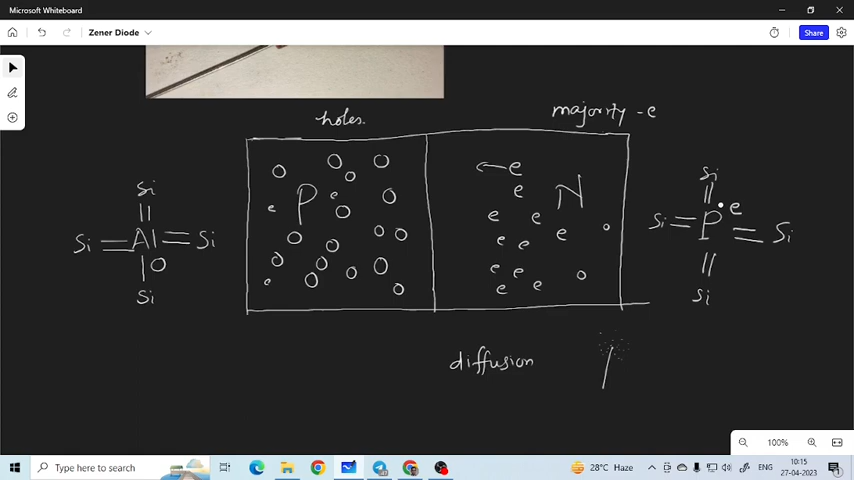 Microsoft Whiteboard
Zener Diode
Share
holes.
majority - e
Si
Si = Al = Si
Si
P
e
e
N
e
e
e
e
e
e
e
e
e
e
e
Si
e
Si = P = Si
Si
diffusion
100%
Type here to search
28°C Haze
ENG
10:15
27-04-2023
1